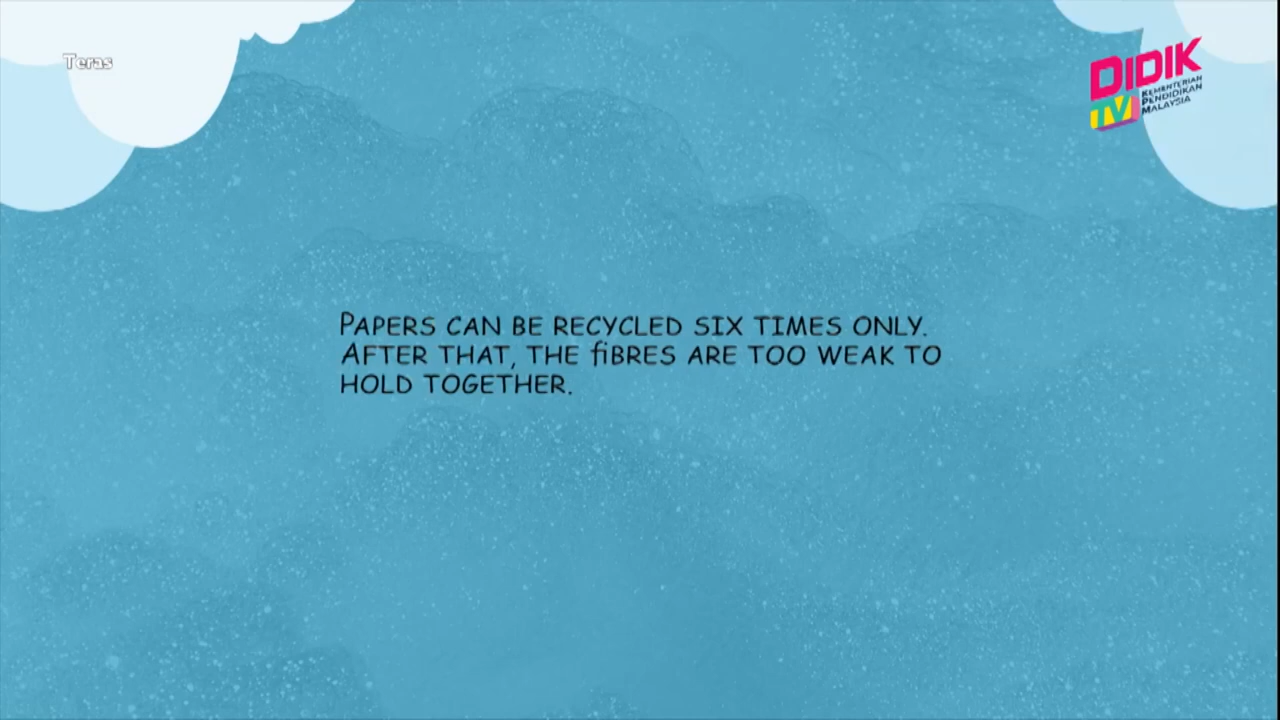 Teras
DIDIK
TV
KEMENTERIAN
PENDIDIKAN
MALAYSIA
PAPERS CAN BE RECYCLED SIX TIMES ONLY.
AFTER THAT, THE fiBRES ARE TOO WEAK TO
HOLD TOGETHER.